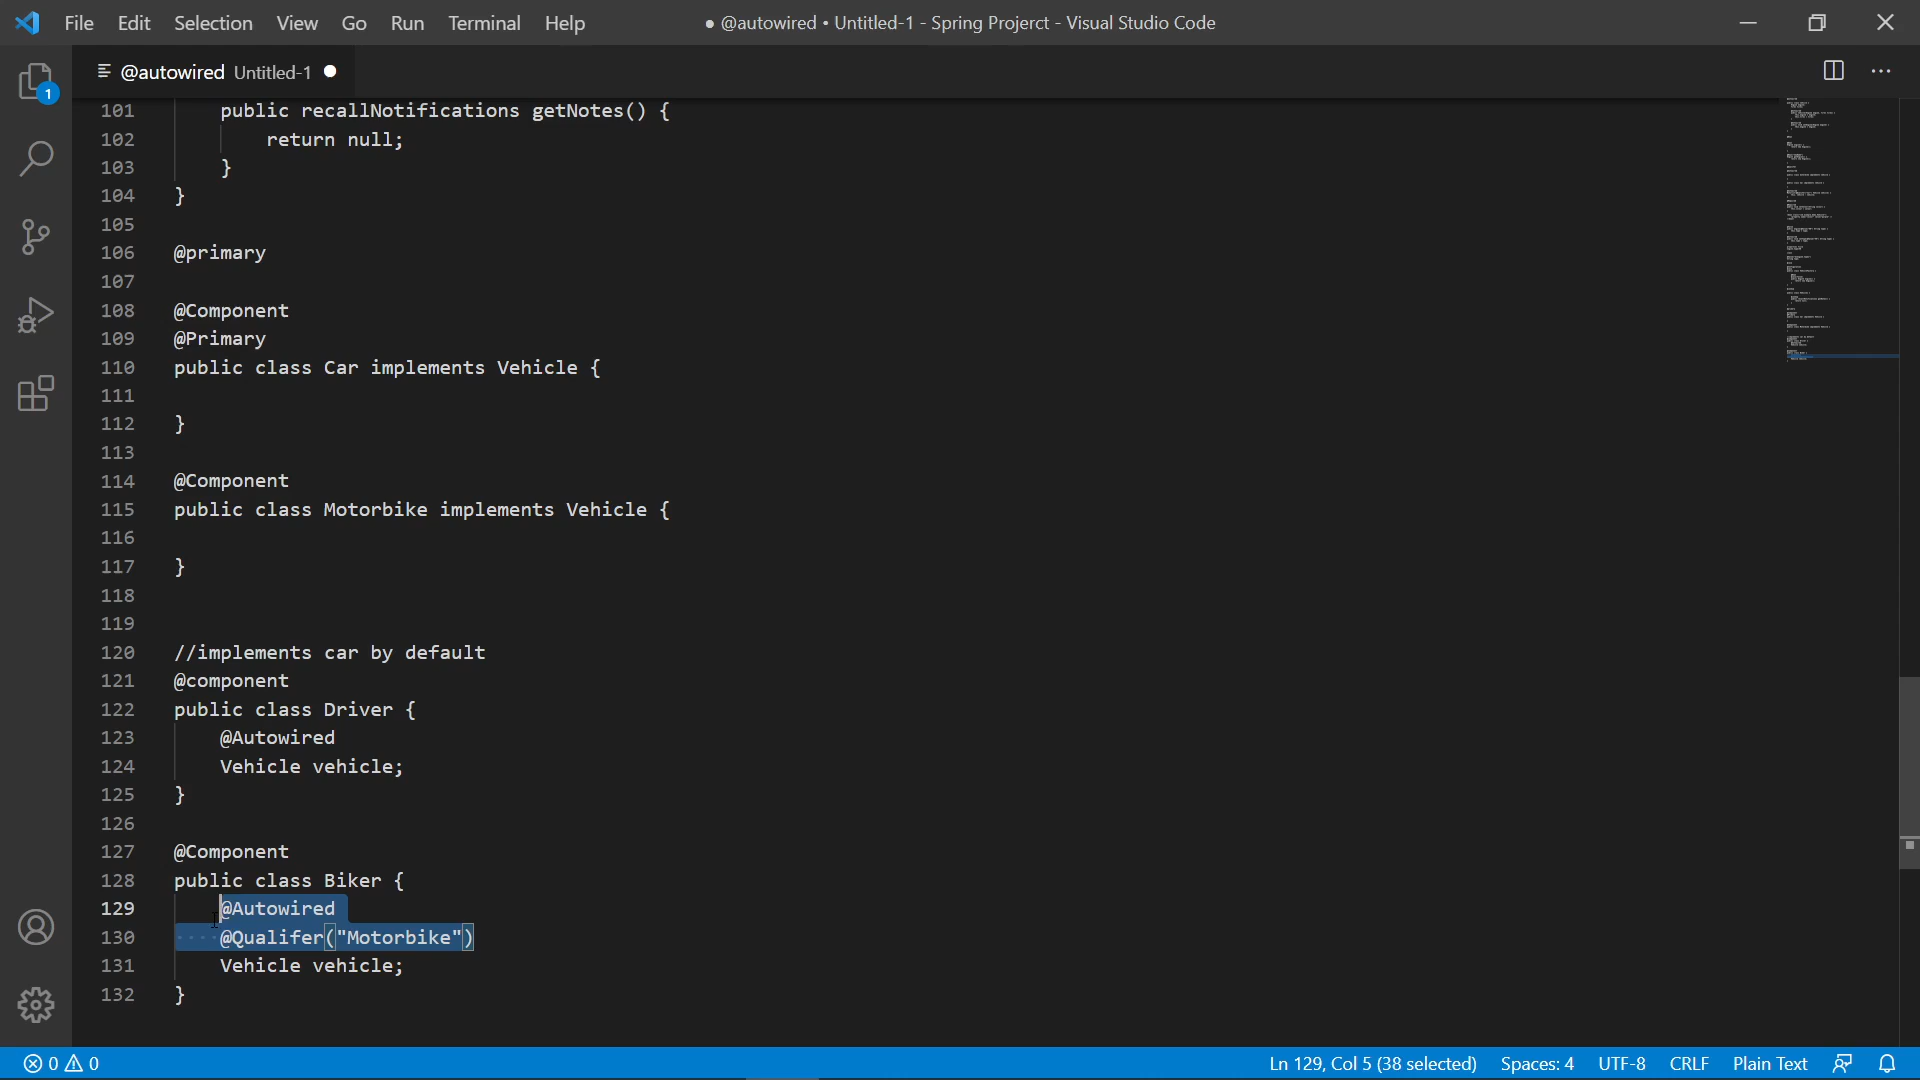 File Edit Selection View Go Run Terminal Help
● @autowired • Untitled-1 - Spring Projerct - Visual Studio Code
@autowired Untitled-1
1
101 public recallNotifications getNotes() {
102 return null;
103 }
104 }
105
106 @primary
107
108 @Component
109 @Primary
110 public class Car implements Vehicle {
111
112 }
113
114 @Component
115 public class Motorbike implements Vehicle {
116
117 }
118
119
120 //implements car by default
121 @component
122 public class Driver {
123 @Autowired
124 Vehicle vehicle;
125 }
126
127 @Component
128 public class Biker {
129 @Autowired
130 @Qualifer("Motorbike")
131 Vehicle vehicle;
132 }
0 0
Ln 129, Col 5 (38 selected) Spaces: 4 UTF-8 CRLF Plain Text